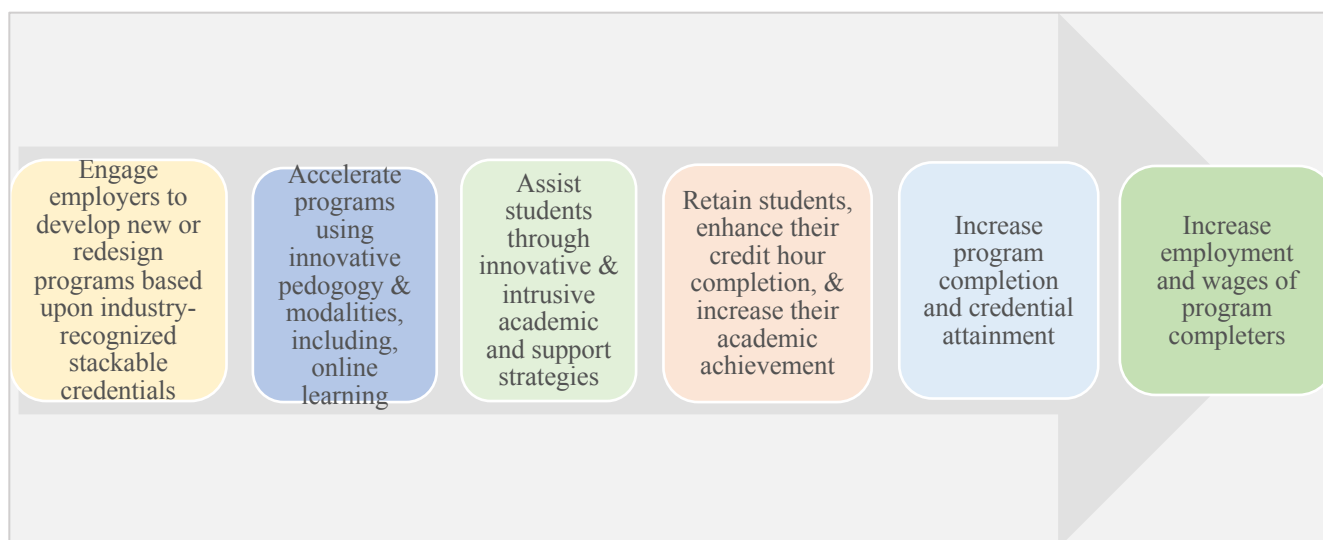 Engage
employers to
develop new or
redesign
programs based
upon industry-
recognized
stackable
credentials
Accelerate
programs
using
innovative
pedogogy &
modalities,
including,
online
learning
Assist
students
through
innovative &
intrusive
academic
and support
strategies
Retain students,
enhance their
credit hour
completion, &
increase their
academic
achievement
Increase
program
completion
and credential
attainment
Increase
employment
and wages of
program
completers